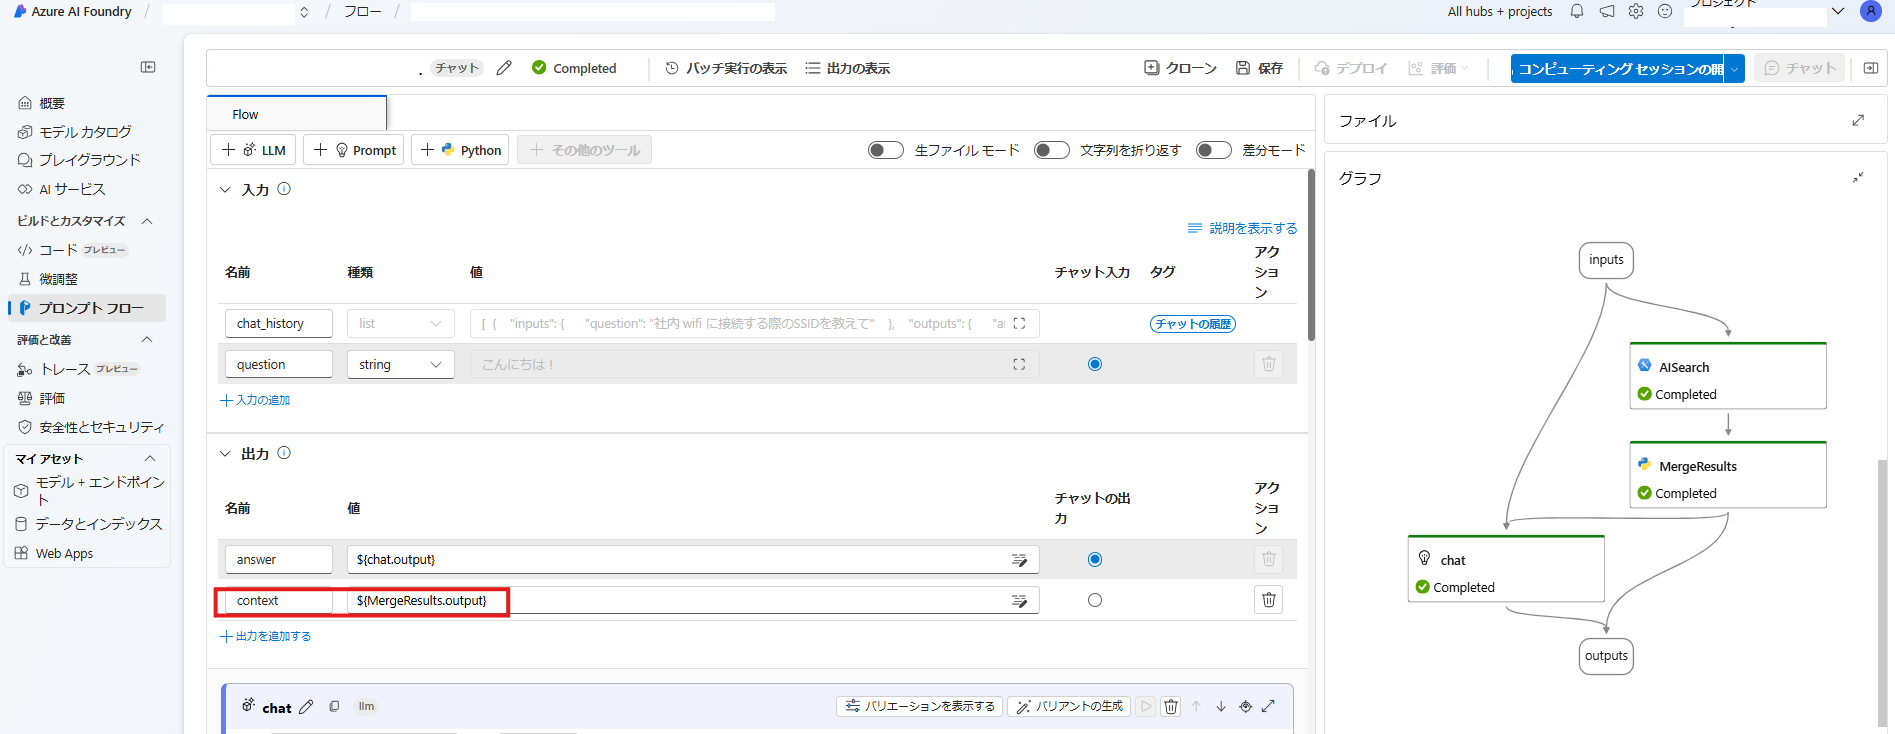 Azure AI Foundry / / フロー /
All hubs + projects
プロジェクト
A
チャット Completed バッチ実行の表示 出力の表示 クローン 保存 デプロイ 評価 コンピューティング セッションの開 チャット
概要
モデル カタログ
プレイグラウンド
AI サービス
ビルドとカスタマイズ
コード プレビュー
微調整
プロンプト フロー
評価と改善
トレース プレビュー
評価
安全性とセキュリティ
マイ アセット
モデル + エンドポイン
ト
データとインデックス
Web Apps
Flow
+ LLM + Prompt + Python + その他のツール 生ファイル モード 文字列を折り返す 差分モード
入力
説明を表示する
名前 種類 値 チャット入力 タグ アク
ショ
ン
chat_history list [ { "inputs": { "question": "社内 wifi に接続する際のSSIDを教えて" }, "outputs": { "a チャットの履歴
question string こんにちは！
+ 入力の追加
出力
名前 値 チャットの出
力 アク
ショ
ン
answer ${chat.output}
context ${MergeResults.output}
+ 出力を追加する
chat llm バリエーションを表示する バリアントの生成
ファイル
グラフ
inputs
AISearch
Completed
MergeResults
Completed
chat
Completed
outputs